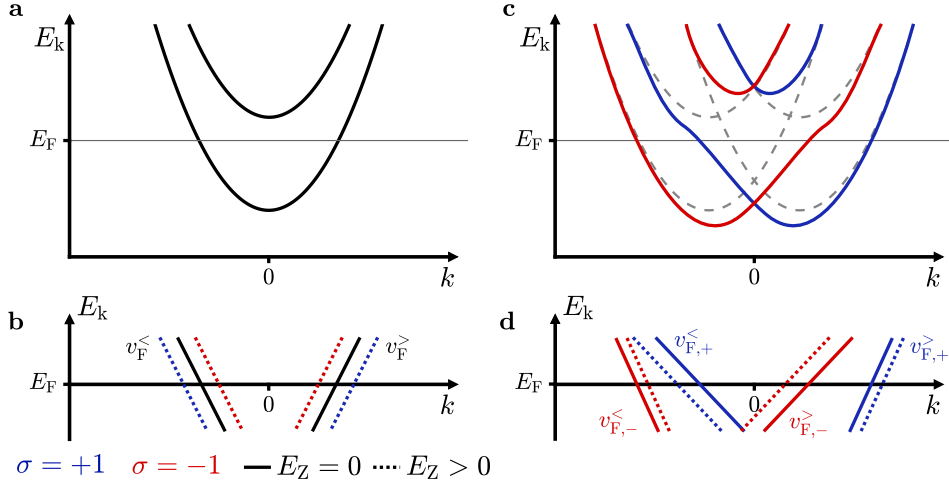 a
E_k
E_F
0
k
c
E_k
E_F
0
k
b
E_k
v_F^<
v_F^>
E_F
0
k
d
E_k
v_{F,+}^<
v_{F,+}^>
E_F
0
k
v_{F,-}^<
v_{F,-}^>
σ = +1 σ = −1 E_Z = 0 E_Z > 0